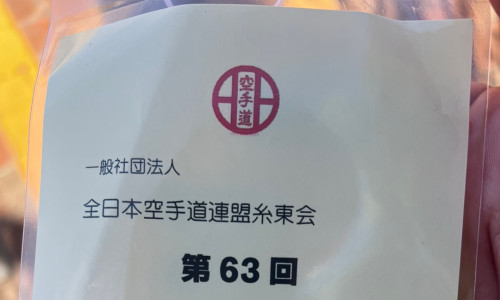 空手道
一般社団法人
全日本空手道連盟糸東会
第63回